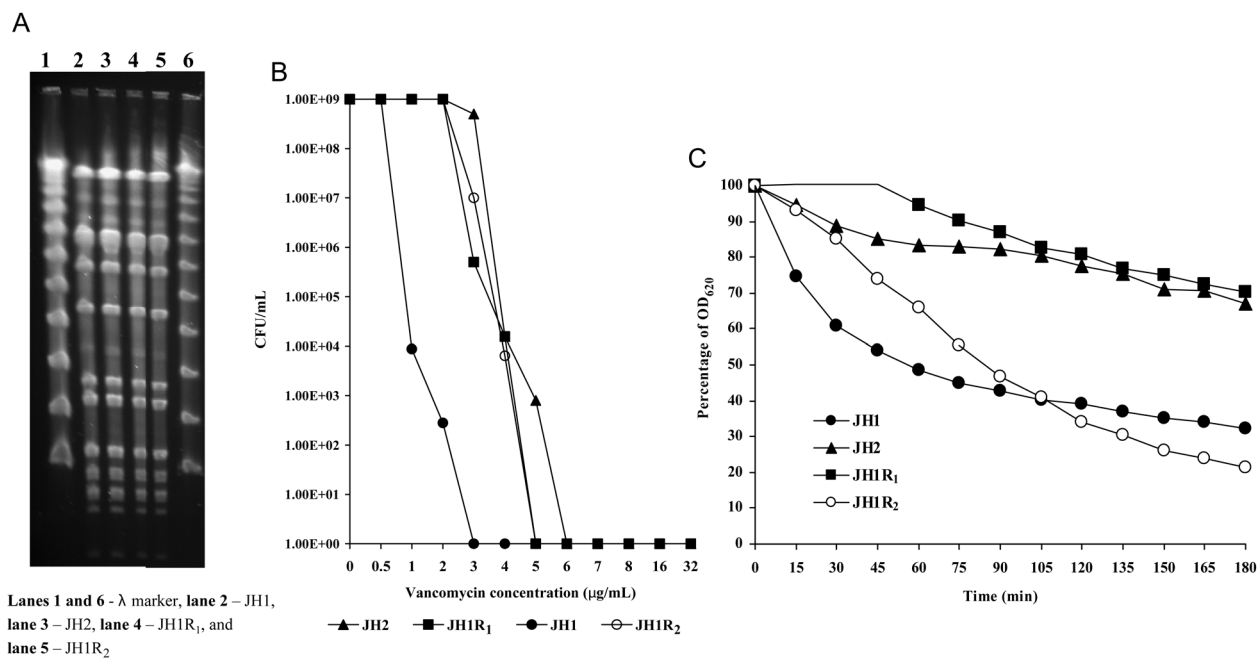 A
1 2 3 4 5 6
Lanes 1 and 6 - λ marker, lane 2 – JH1,
lane 3 – JH2, lane 4 – JH1R₁, and
lane 5 – JH1R₂
B
CFU/mL
1.00E+09
1.00E+08
1.00E+07
1.00E+06
1.00E+05
1.00E+04
1.00E+03
1.00E+02
1.00E+01
1.00E+00
0 0.5 1 2 3 4 5 6 7 8 16 32
Vancomycin concentration (μg/mL)
JH2 JH1R₁ JH1 JH1R₂
C
Percentage of OD₆₂₀
100
90
80
70
60
50
40
30
20
10
0
JH1
JH2
JH1R₁
JH1R₂
0 15 30 45 60 75 90 105 120 135 150 165 180
Time (min)